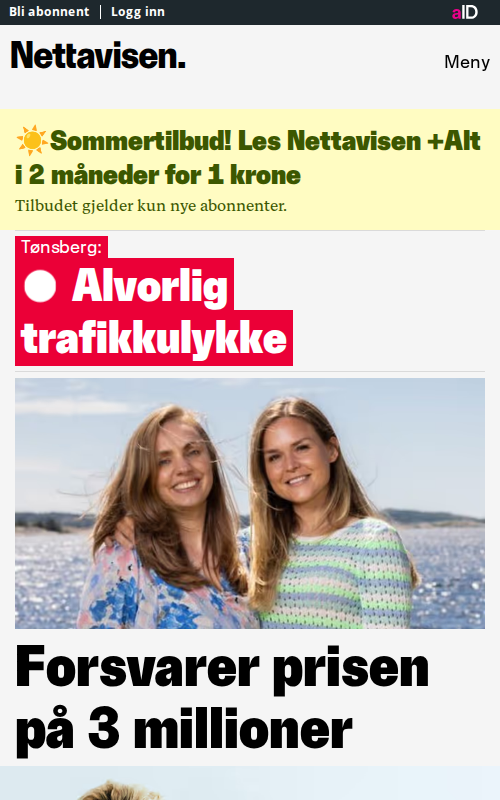 Bli abonnent | Logg inn
aID
Nettavisen.
Meny
☀️Sommertilbud! Les Nettavisen +Alt
i 2 måneder for 1 krone
Tilbudet gjelder kun nye abonnenter.
Tønsberg:
Alvorlig
trafikkulykke
Forsvarer prisen
på 3 millioner